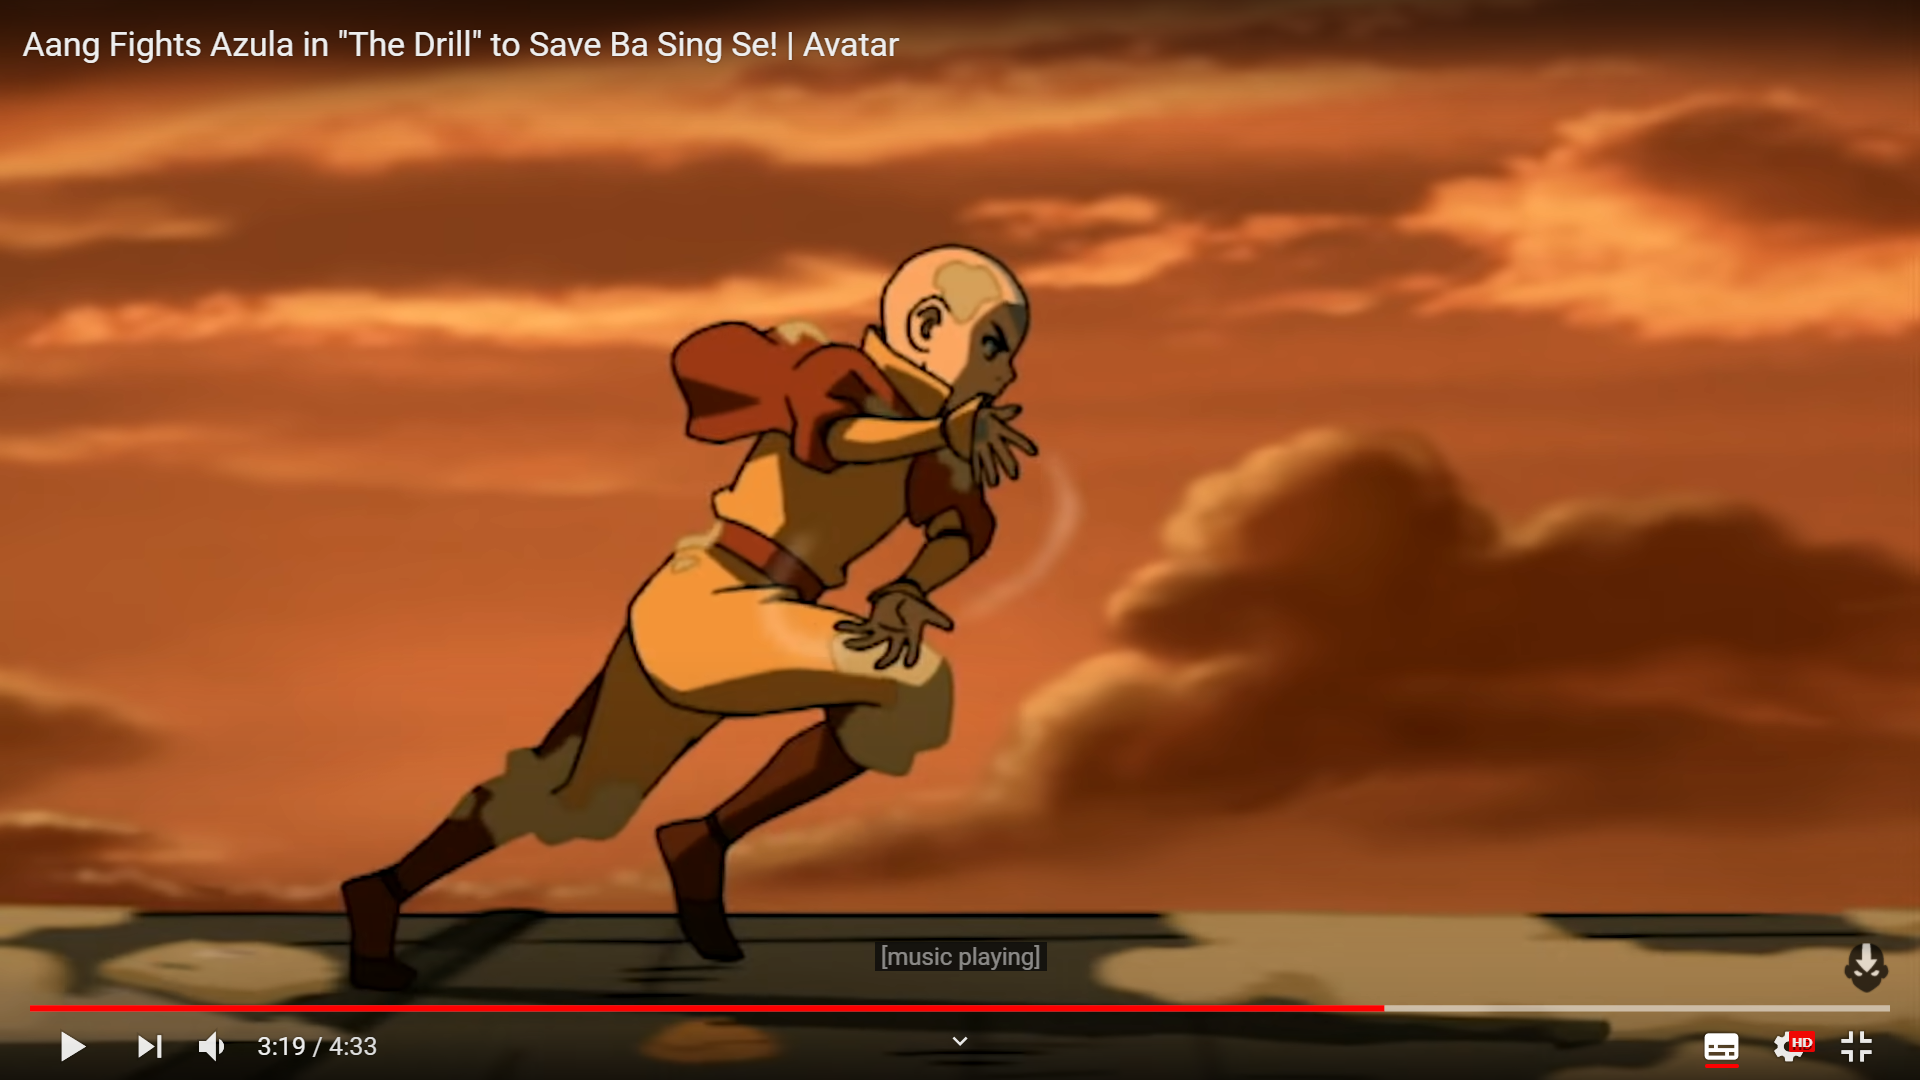 Aang Fights Azula in "The Drill" to Save Ba Sing Se! | Avatar
[music playing]
3:19 / 4:33
HD